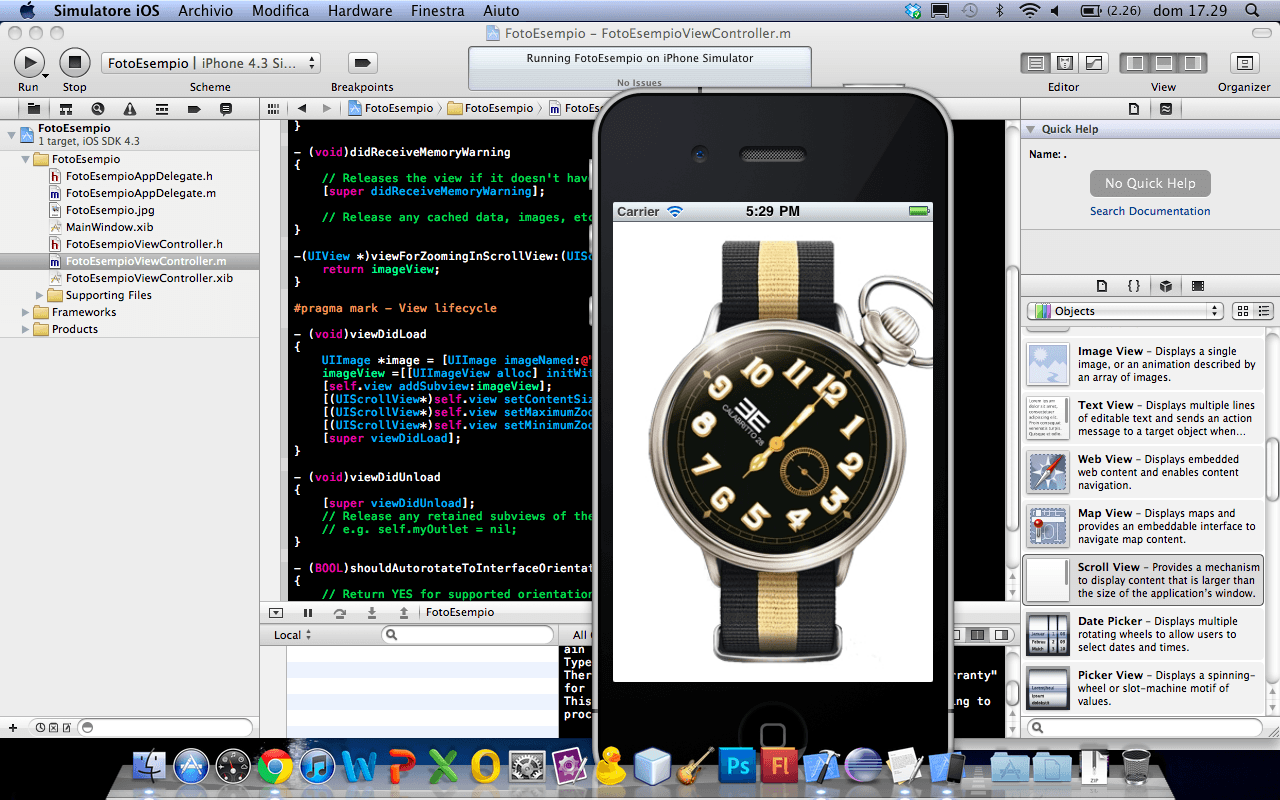 Simulatore iOS Archivio Modifica Hardware Finestra Aiuto (2.26) dom 17.29
FotoEsempio – FotoEsempioViewController.m
Run Stop
FotoEsempio | iPhone 4.3 Si...
Scheme
Breakpoints
Running FotoEsempio on iPhone Simulator
No Issues
Editor View Organizer
FotoEsempio FotoEsempio
FotoEsempio
1 target, iOS SDK 4.3
FotoEsempio
FotoEsempioAppDelegate.h
FotoEsempioAppDelegate.m
FotoEsempio.jpg
MainWindow.xib
FotoEsempioViewController.h
FotoEsempioViewController.m
FotoEsempioViewController.xib
Supporting Files
Frameworks
Products
}
- (void)didReceiveMemoryWarning
{
// Releases the view if it doesn't hav
[super didReceiveMemoryWarning];
// Release any cached data, images, etc
}
-(UIView *)viewForZoomingInScrollView:(UISc
return imageView;
}
#pragma mark - View lifecycle
- (void)viewDidLoad
{
UIImage *image = [UIImage imageNamed:@"
imageView =[[UIImageView alloc] initWit
[self.view addSubview:imageView];
[(UIScrollView*)self.view setContentSiz
[(UIScrollView*)self.view setMaximumZoo
[(UIScrollView*)self.view setMinimumZoo
[super viewDidLoad];
}
- (void)viewDidUnload
{
[super viewDidUnload];
// Release any retained subviews of the
// e.g. self.myOutlet = nil;
}
- (BOOL)shouldAutorotateToInterfaceOrientat
{
// Return YES for supported orientation
FotoEsempio
Local
All
ain
Type
Ther
for
This
proc
rranty"
ng to
Carrier 5:29 PM
12
1
2
3
4
5
6
7
8
9
10
11
CALABRITTO 28
Quick Help
Name: .
No Quick Help
Search Documentation
{}
Objects
Image View – Displays a single
image, or an animation described by
an array of images.
Text View – Displays multiple lines
of editable text and sends an action
message to a target object when...
Web View – Displays embedded
web content and enables content
navigation.
Map View – Displays maps and
provides an embeddable interface to
navigate map content.
Scroll View – Provides a mechanism
to display content that is larger than
the size of the application's window.
Date Picker – Displays multiple
rotating wheels to allow users to
select dates and times.
Picker View – Displays a spinning-
wheel or slot-machine motif of
values.
Ps Fl
ZIP